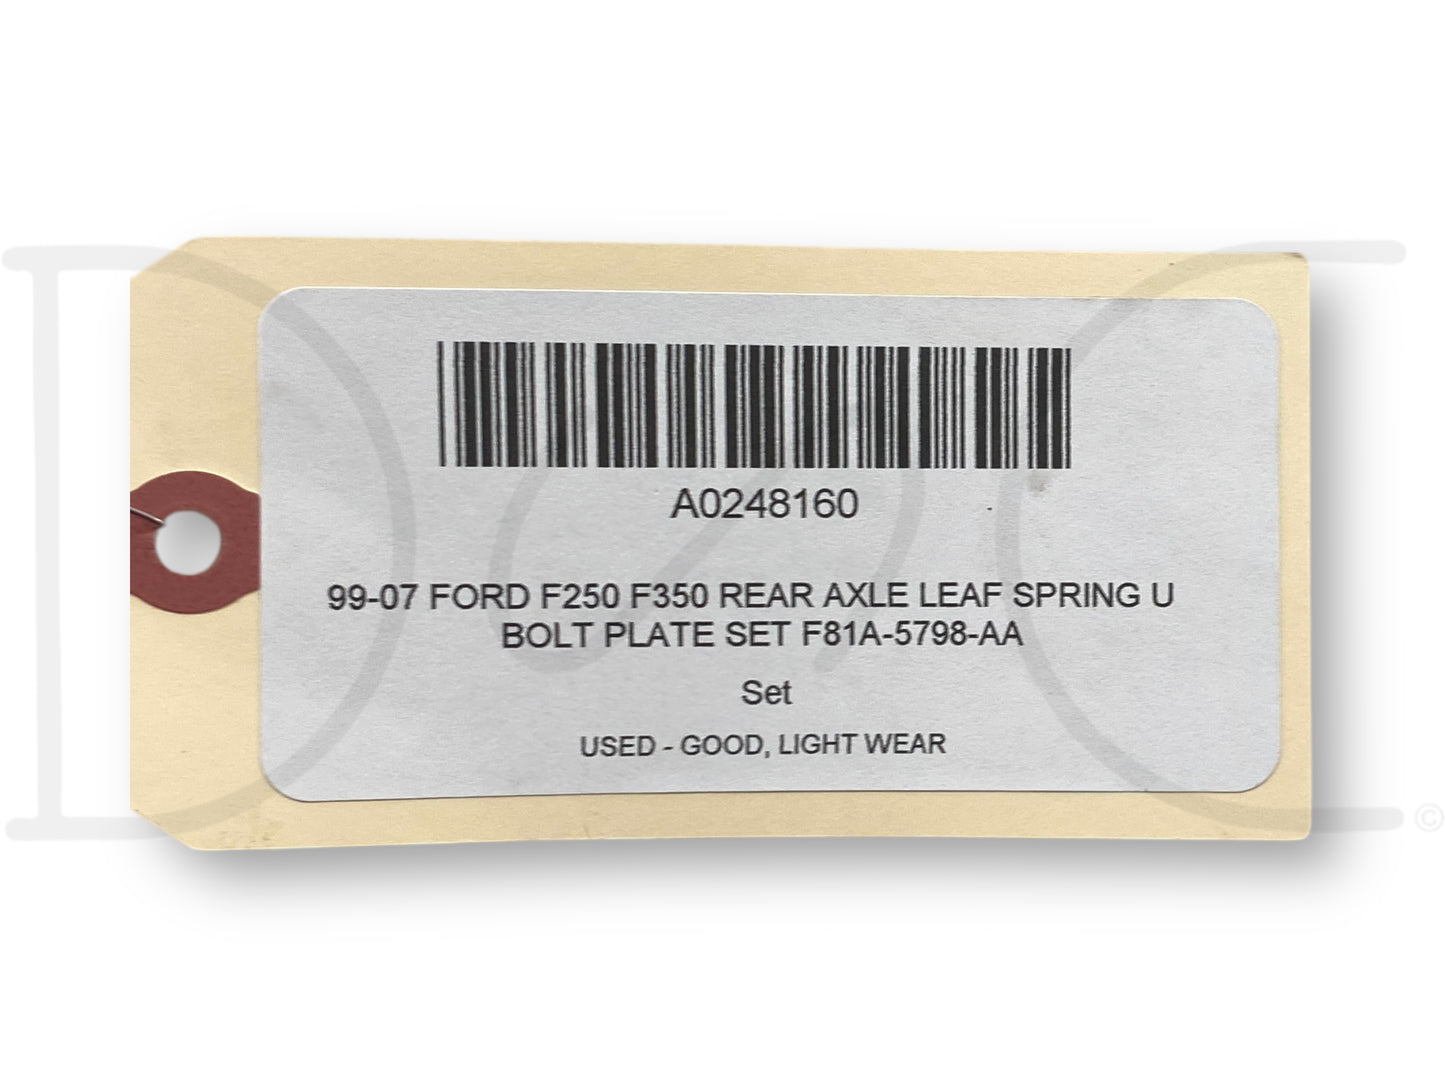 A0248160
99-07 FORD F250 F350 REAR AXLE LEAF SPRING U
BOLT PLATE SET F81A-5798-AA
Set
USED - GOOD, LIGHT WEAR
©